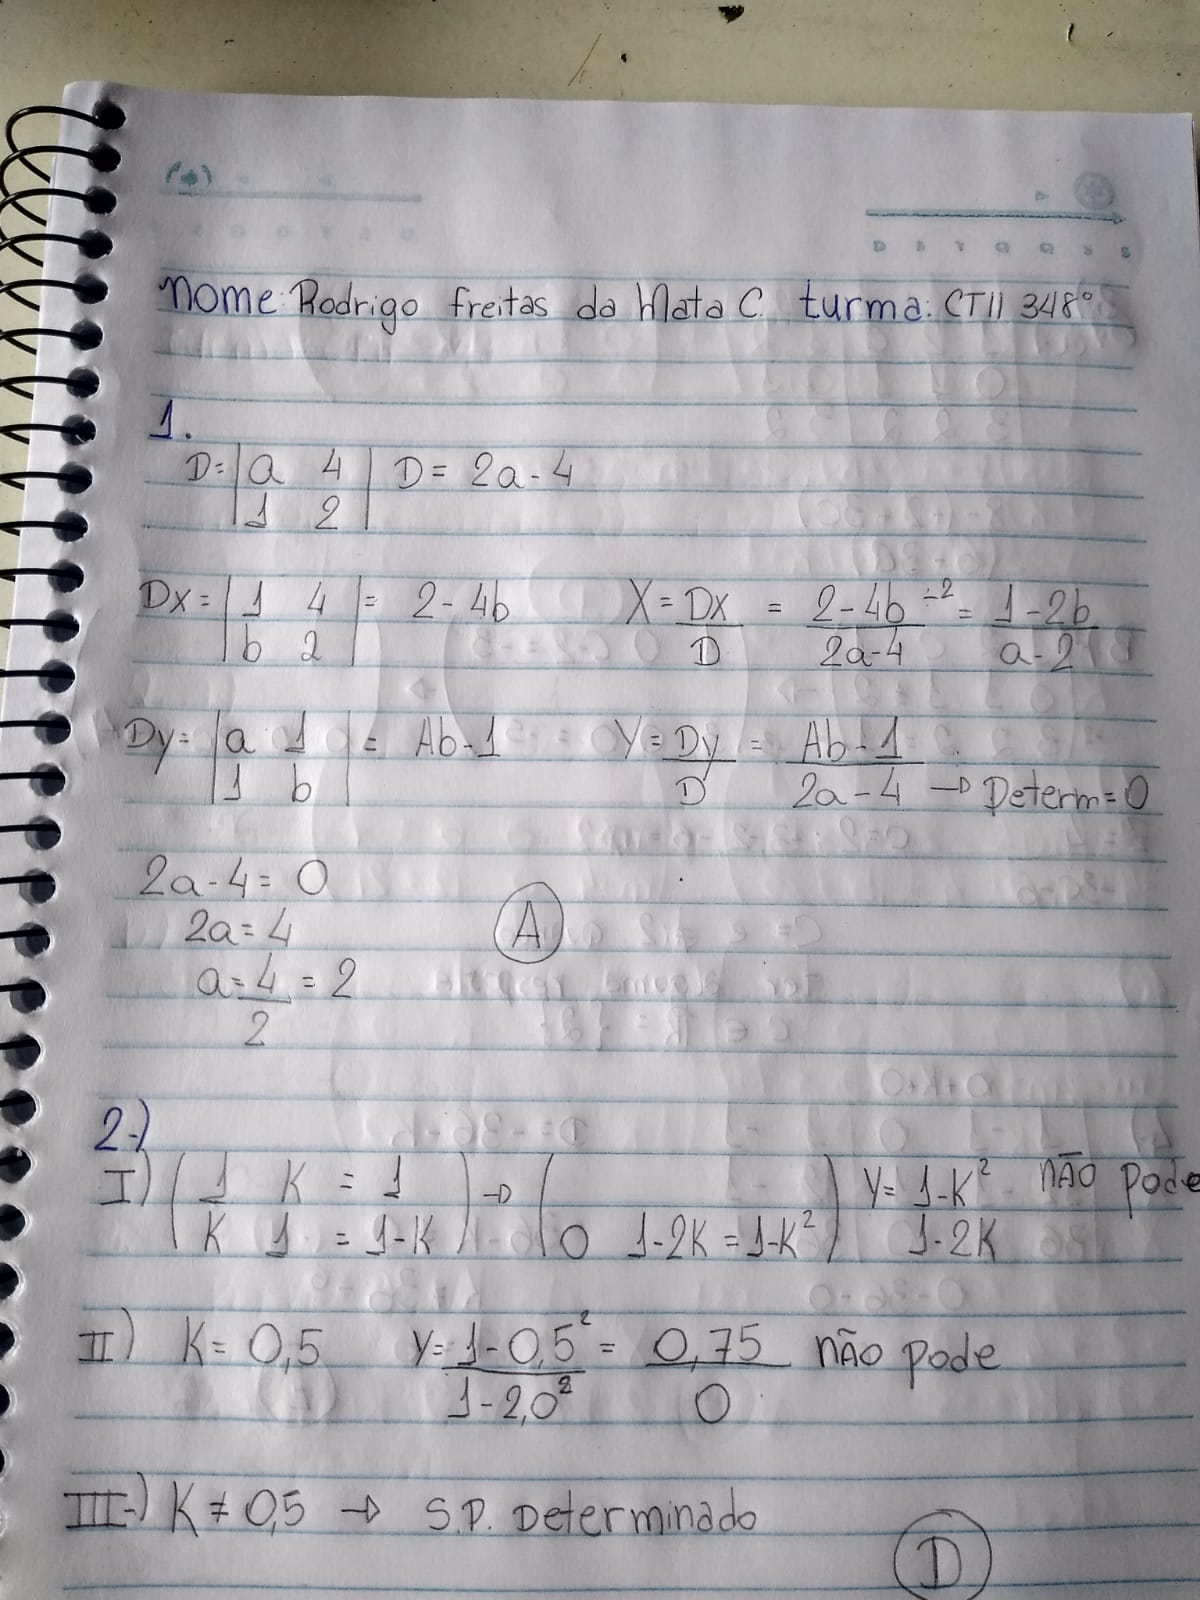 nome: Rodrigo freitas da Mata C. turma: CTII 348°
1.
D = | a 4 | D = 2a - 4
| 1 2 |
Dx = | 1 4 | = 2 - 4b X = Dx = 2 - 4b ÷2 = 1 - 2b
| b 2 | D 2a - 4 a - 2
Dy = | a 1 | = Ab - 1 Y = Dy = Ab - 1
| 1 b | D 2a - 4 → Determ = 0
2a - 4 = 0
2a = 4 A
a = 4 = 2
2
2-)
I) ( 1 K = 1 ) → ( ) Y = 1 - K² não pode
( K 1 = 1 - K ) ( 0 1 - 2K = 1 - K² ) 1 - 2K
II) K = 0,5 Y = 1 - 0,5² = 0,75 não pode
1 - 2,0² 0
III-) K ≠ 0,5 → S.P. Determinado
D